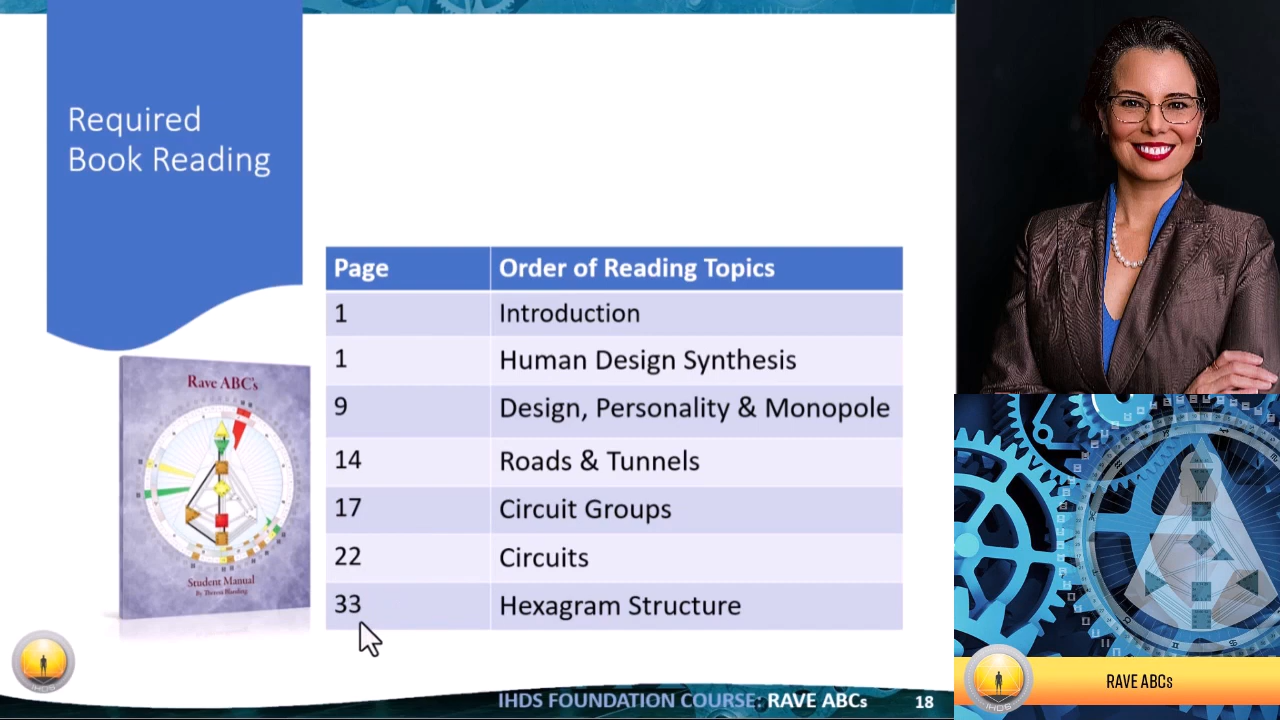 Required
Book Reading
Page Order of Reading Topics
1 Introduction
1 Human Design Synthesis
9 Design, Personality & Monopole
14 Roads & Tunnels
17 Circuit Groups
22 Circuits
33 Hexagram Structure
Rave ABC's
Student Manual
IHDS
IHDS FOUNDATION COURSE: RAVE ABCs 18
IHDS
RAVE ABCs